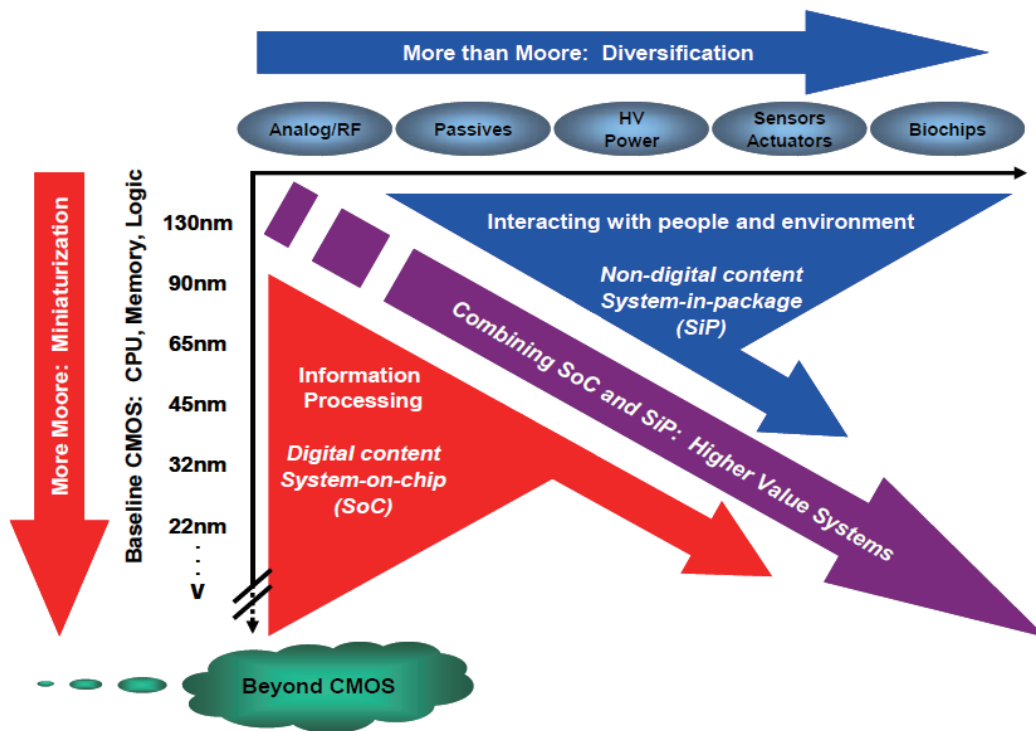 More than Moore: Diversification
Analog/RF
Passives
HV
Power
Sensors
Actuators
Biochips
More Moore: Miniaturization
Baseline CMOS: CPU, Memory, Logic
130nm
90nm
65nm
45nm
32nm
22nm
V
Interacting with people and environment
Non-digital content
System-in-package
(SiP)
Combining SoC and SiP: Higher Value Systems
Information
Processing
Digital content
System-on-chip
(SoC)
Beyond CMOS